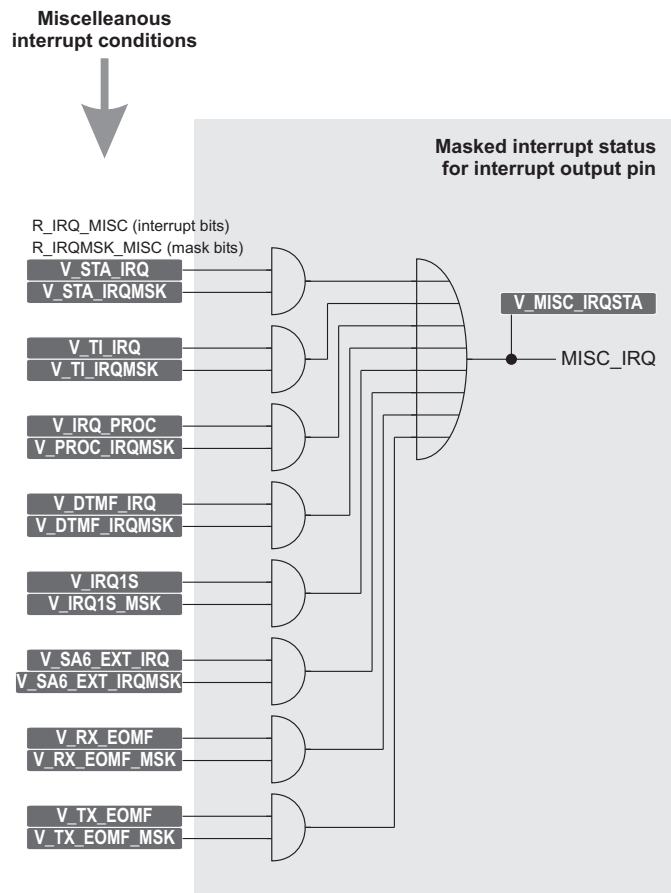 Miscelleanous
interrupt conditions
Masked interrupt status
for interrupt output pin
R_IRQ_MISC (interrupt bits)
R_IRQMSK_MISC (mask bits)
V_STA_IRQ
V_STA_IRQMSK
V_MISC_IRQSTA
V_TI_IRQ
V_TI_IRQMSK
MISC_IRQ
V_IRQ_PROC
V_PROC_IRQMSK
V_DTMF_IRQ
V_DTMF_IRQMSK
V_IRQ1S
V_IRQ1S_MSK
V_SA6_EXT_IRQ
V_SA6_EXT_IRQMSK
V_RX_EOMF
V_RX_EOMF_MSK
V_TX_EOMF
V_TX_EOMF_MSK